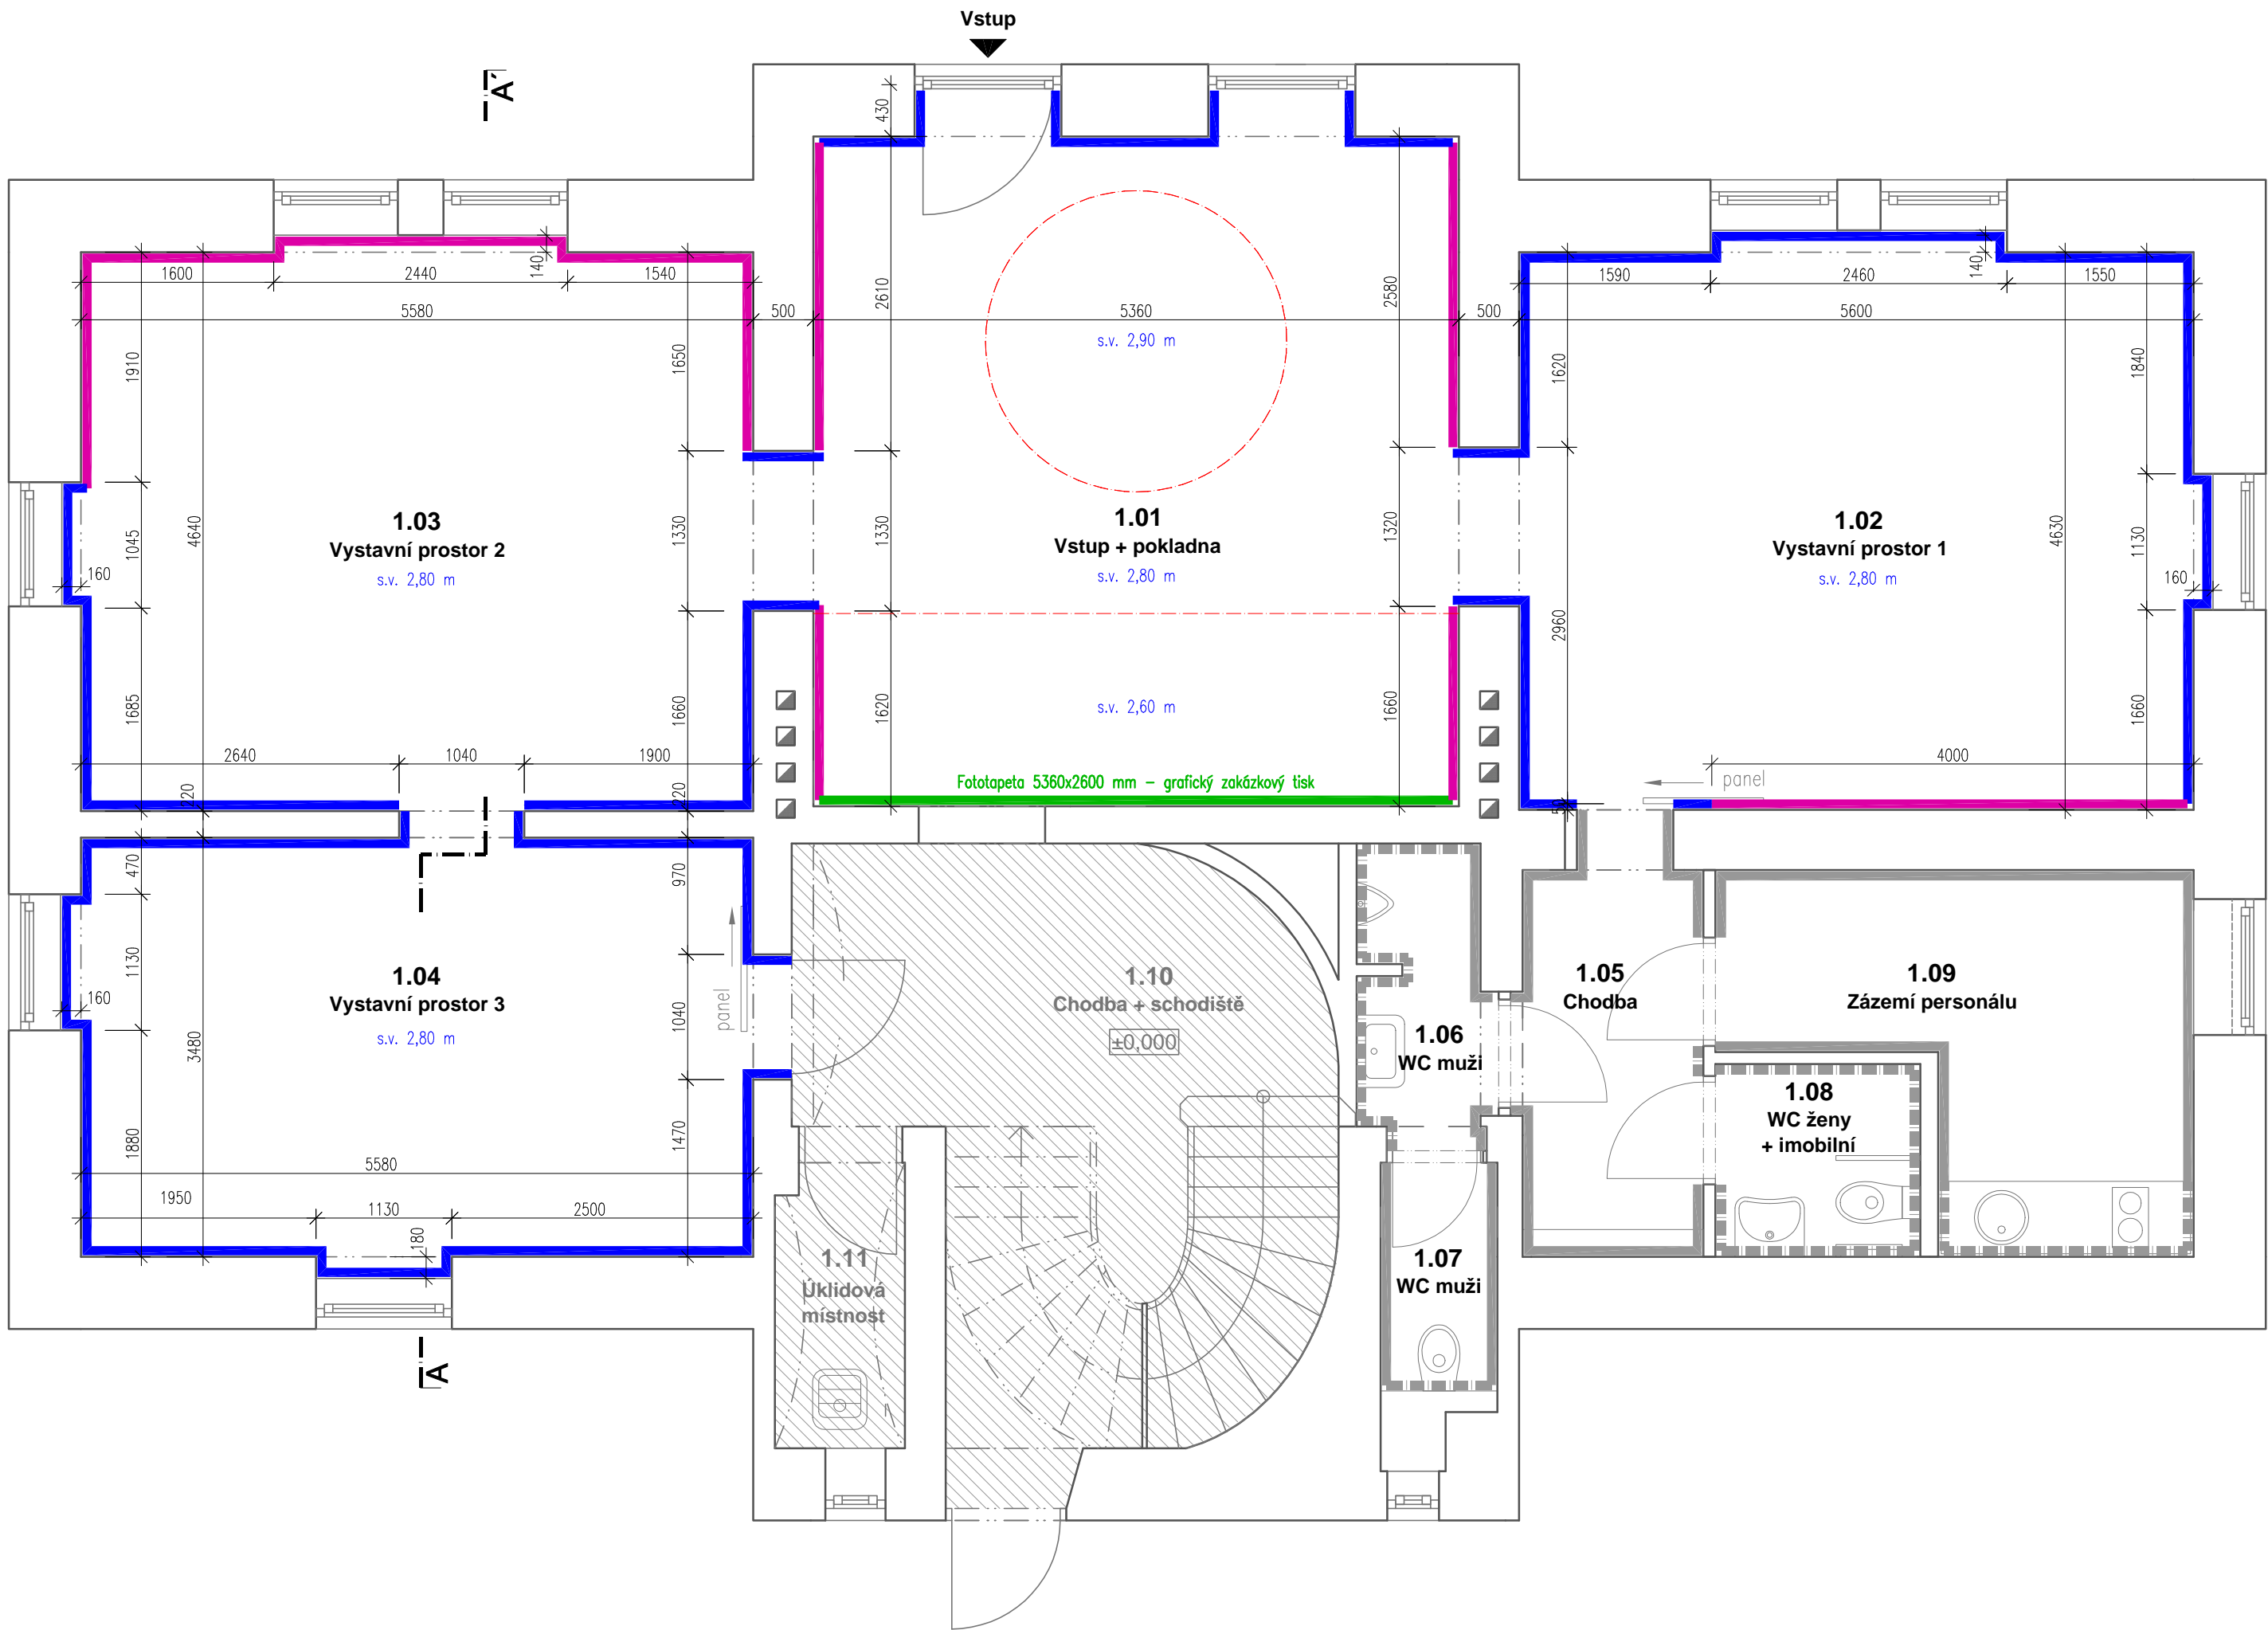 Vstup
A'
430
140
140
1600
2440
1540
1590
2460
1550
5580
500
5360
500
5600
s.v. 2,90 m
1910
1650
2610
2580
1620
1840
1.03
Vystavní prostor 2
s.v. 2,80 m
1.01
Vstup + pokladna
s.v. 2,80 m
1.02
Vystavní prostor 1
s.v. 2,80 m
1045
4640
1330
1330
1320
4630
1130
160
160
2960
1685
1660
1620
s.v. 2,60 m
1660
1660
2640
1040
1900
4000
Fototapeta 5360x2600 mm – grafický zakázkový tisk
panel
220
220
50
470
970
1.04
Vystavní prostor 3
s.v. 2,80 m
1130
160
3480
panel
1040
1.10
Chodba + schodiště
±0,000
1.05
Chodba
1.09
Zázemí personálu
1.06
WC muži
1.08
WC ženy
+ imobilní
1880
1470
5580
1950
1130
2500
180
1.11
Úklidová
místnost
1.07
WC muži
A